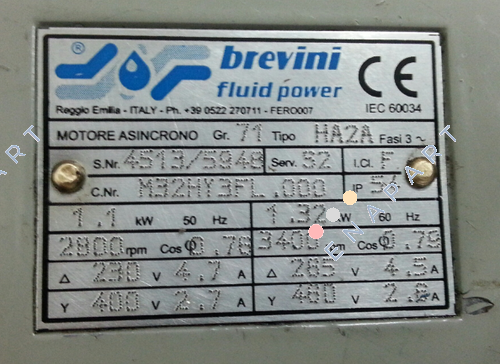 ® brevini
fluid power
CE
Reggio Emilia - ITALY - Ph. +39 0522 270711 - FERO007
IEC 60034
MOTORE ASINCRONO Gr. 71 Tipo HA2A Fasi 3 ~
S.Nr. 4513/5948 Serv. S2 I.Cl. F
C.Nr. M32HY3FL.000 IP
1.1 kW 50 Hz 1.32 kW 60 Hz
2800 rpm Cos φ 0.78 3400 rpm Cos φ 0.79
Δ 230 V 4.7 A Δ 265 V 4.5 A
Y 400 V 2.7 A Y 460 V 2.6 A
ENAPART